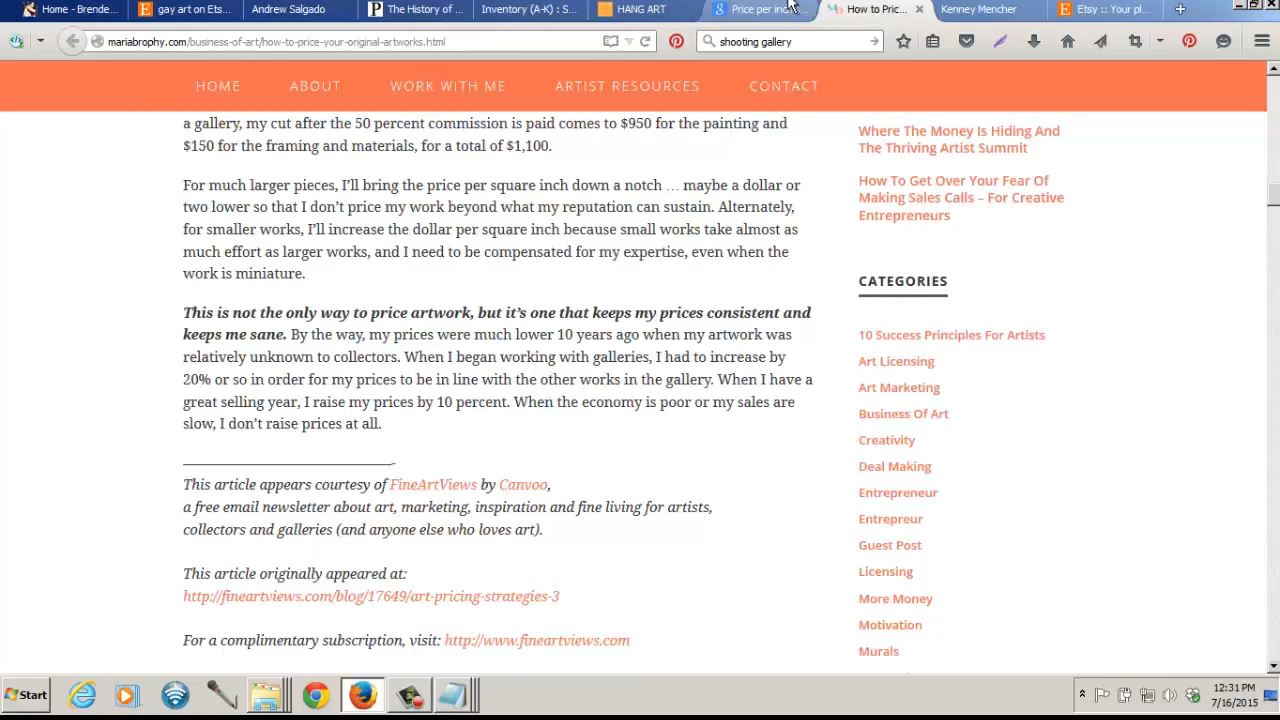 Home - Brende...
gay art on Ets...
Andrew Salgado
The History of ...
Inventory (A-K) : S...
HANG ART
Price per inc
How to Pric...
Kenney Mencher
Etsy :: Your pl...
mariabrophy.com/business-of-art/how-to-price-your-original-artworks.html
shooting gallery
HOME
ABOUT
WORK WITH ME
ARTIST RESOURCES
CONTACT
a gallery, my cut after the 50 percent commission is paid comes to $950 for the painting and
$150 for the framing and materials, for a total of $1,100.
For much larger pieces, I'll bring the price per square inch down a notch … maybe a dollar or
two lower so that I don't price my work beyond what my reputation can sustain. Alternately,
for smaller works, I'll increase the dollar per square inch because small works take almost as
much effort as larger works, and I need to be compensated for my expertise, even when the
work is miniature.
This is not the only way to price artwork, but it's one that keeps my prices consistent and
keeps me sane. By the way, my prices were much lower 10 years ago when my artwork was
relatively unknown to collectors. When I began working with galleries, I had to increase by
20% or so in order for my prices to be in line with the other works in the gallery. When I have a
great selling year, I raise my prices by 10 percent. When the economy is poor or my sales are
slow, I don't raise prices at all.
This article appears courtesy of FineArtViews by Canvoo,
a free email newsletter about art, marketing, inspiration and fine living for artists,
collectors and galleries (and anyone else who loves art).
This article originally appeared at:
http://fineartviews.com/blog/17649/art-pricing-strategies-3
For a complimentary subscription, visit: http://www.fineartviews.com
Where The Money Is Hiding And
The Thriving Artist Summit
How To Get Over Your Fear Of
Making Sales Calls – For Creative
Entrepreneurs
CATEGORIES
10 Success Principles For Artists
Art Licensing
Art Marketing
Business Of Art
Creativity
Deal Making
Entrepreneur
Entrepreur
Guest Post
Licensing
More Money
Motivation
Murals
Start
12:31 PM
7/16/2015